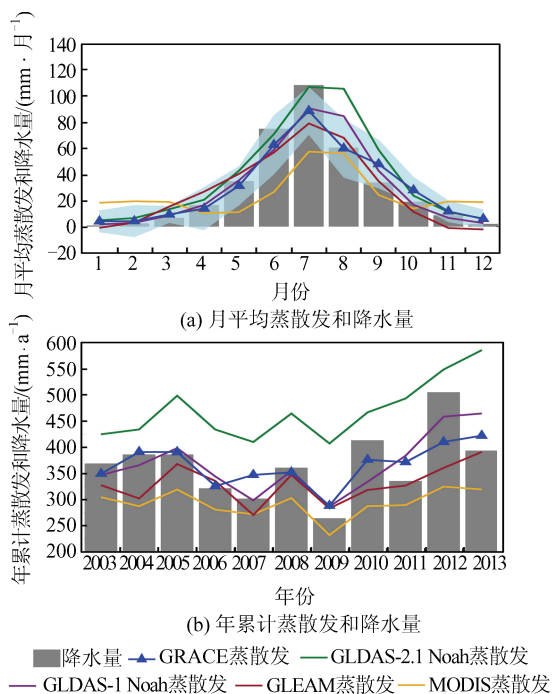 月平均蒸散发和降水量/(mm·月⁻¹)
140
120
100
80
60
40
20
0
−20
1 2 3 4 5 6 7 8 9 10 11 12
月份
(a) 月平均蒸散发和降水量
年累计蒸散发和降水量/(mm·a⁻¹)
600
550
500
450
400
350
300
250
200
2003 2004 2005 2006 2007 2008 2009 2010 2011 2012 2013
年份
(b) 年累计蒸散发和降水量
降水量 GRACE蒸散发 GLDAS-2.1 Noah蒸散发
GLDAS-1 Noah蒸散发 GLEAM蒸散发 MODIS蒸散发